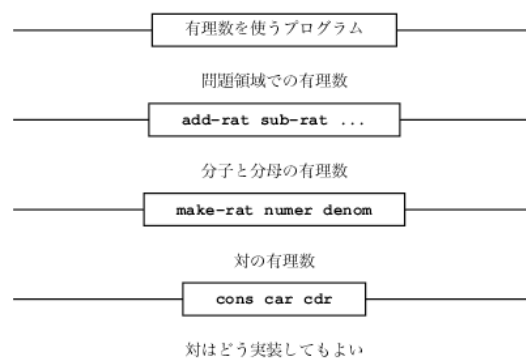 有理数を使うプログラム
問題領域での有理数
add-rat sub-rat ...
分子と分母の有理数
make-rat numer denom
対の有理数
cons car cdr
対はどう実装してもよい